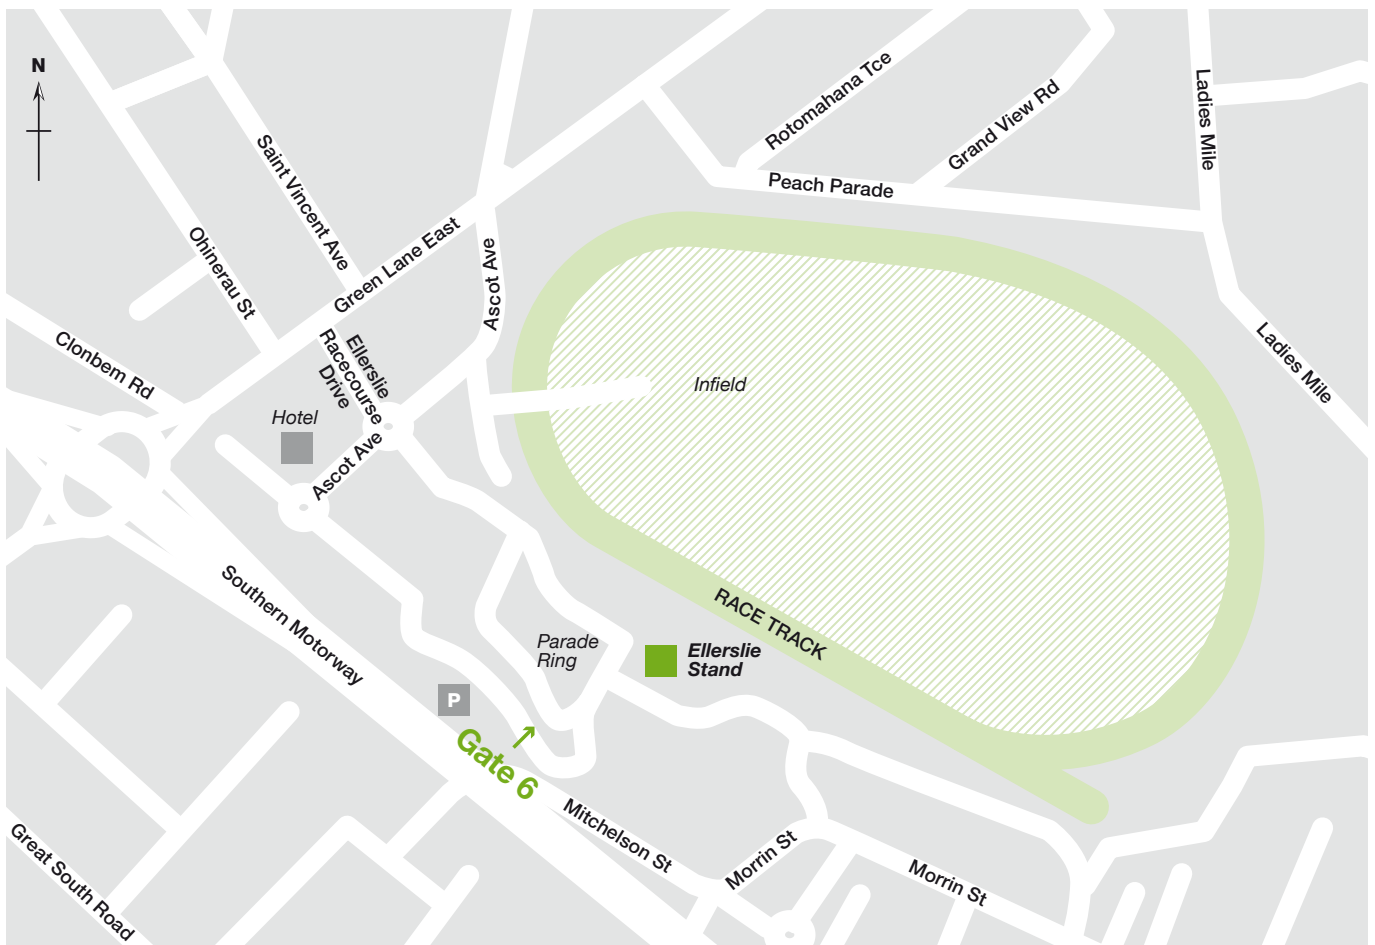 N
Rotomahana Tce
Grand View Rd
Ladies Mile
Peach Parade
Saint Vincent Ave
Ohinerau St
Green Lane East
Ascot Ave
Ladies Mile
Clonbern Rd
Ellerslie
Racecourse
Drive
Infield
Hotel
Ascot Ave
Southern Motorway
RACE TRACK
Parade
Ring
Ellerslie
Stand
P
Gate 6
Mitchelson St
Morrin St
Morrin St
Great South Road